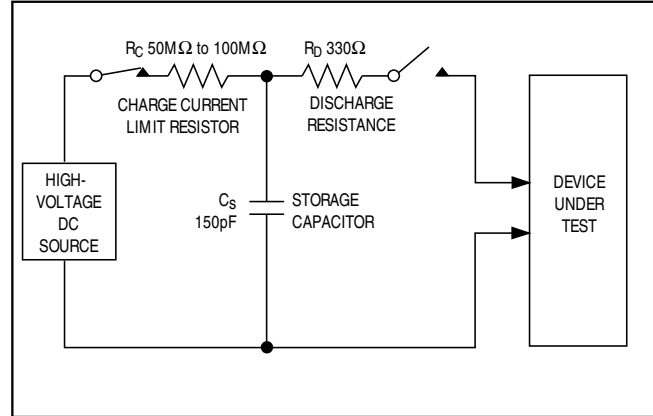 R_C 50MΩ to 100MΩ
CHARGE CURRENT
LIMIT RESISTOR
R_D 330Ω
DISCHARGE
RESISTANCE
HIGH-
VOLTAGE
DC
SOURCE
C_S
150pF
STORAGE
CAPACITOR
DEVICE
UNDER
TEST